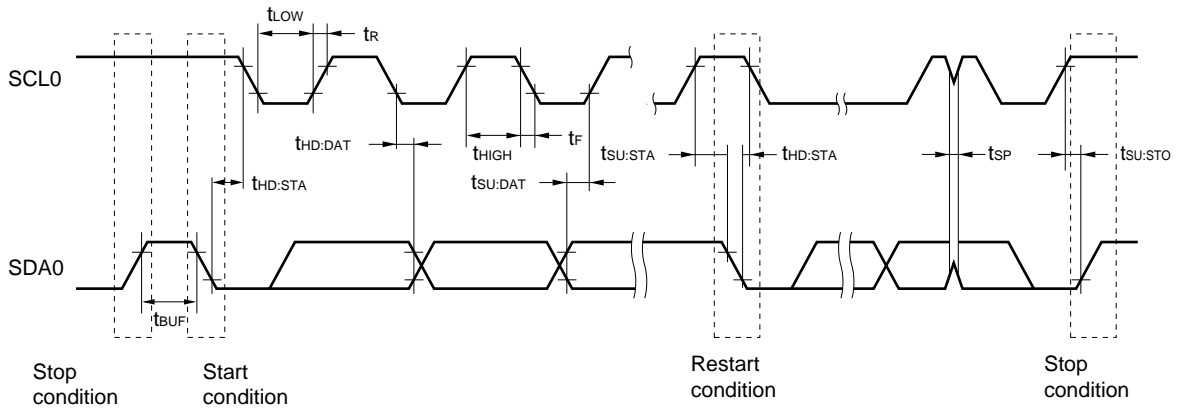 tLOW
tR
SCL0
tHD:DAT
tHIGH
tF
tSU:STA
tHD:STA
tSP
tSU:STO
tHD:STA
tSU:DAT
SDA0
tBUF
Stop
condition
Start
condition
Restart
condition
Stop
condition